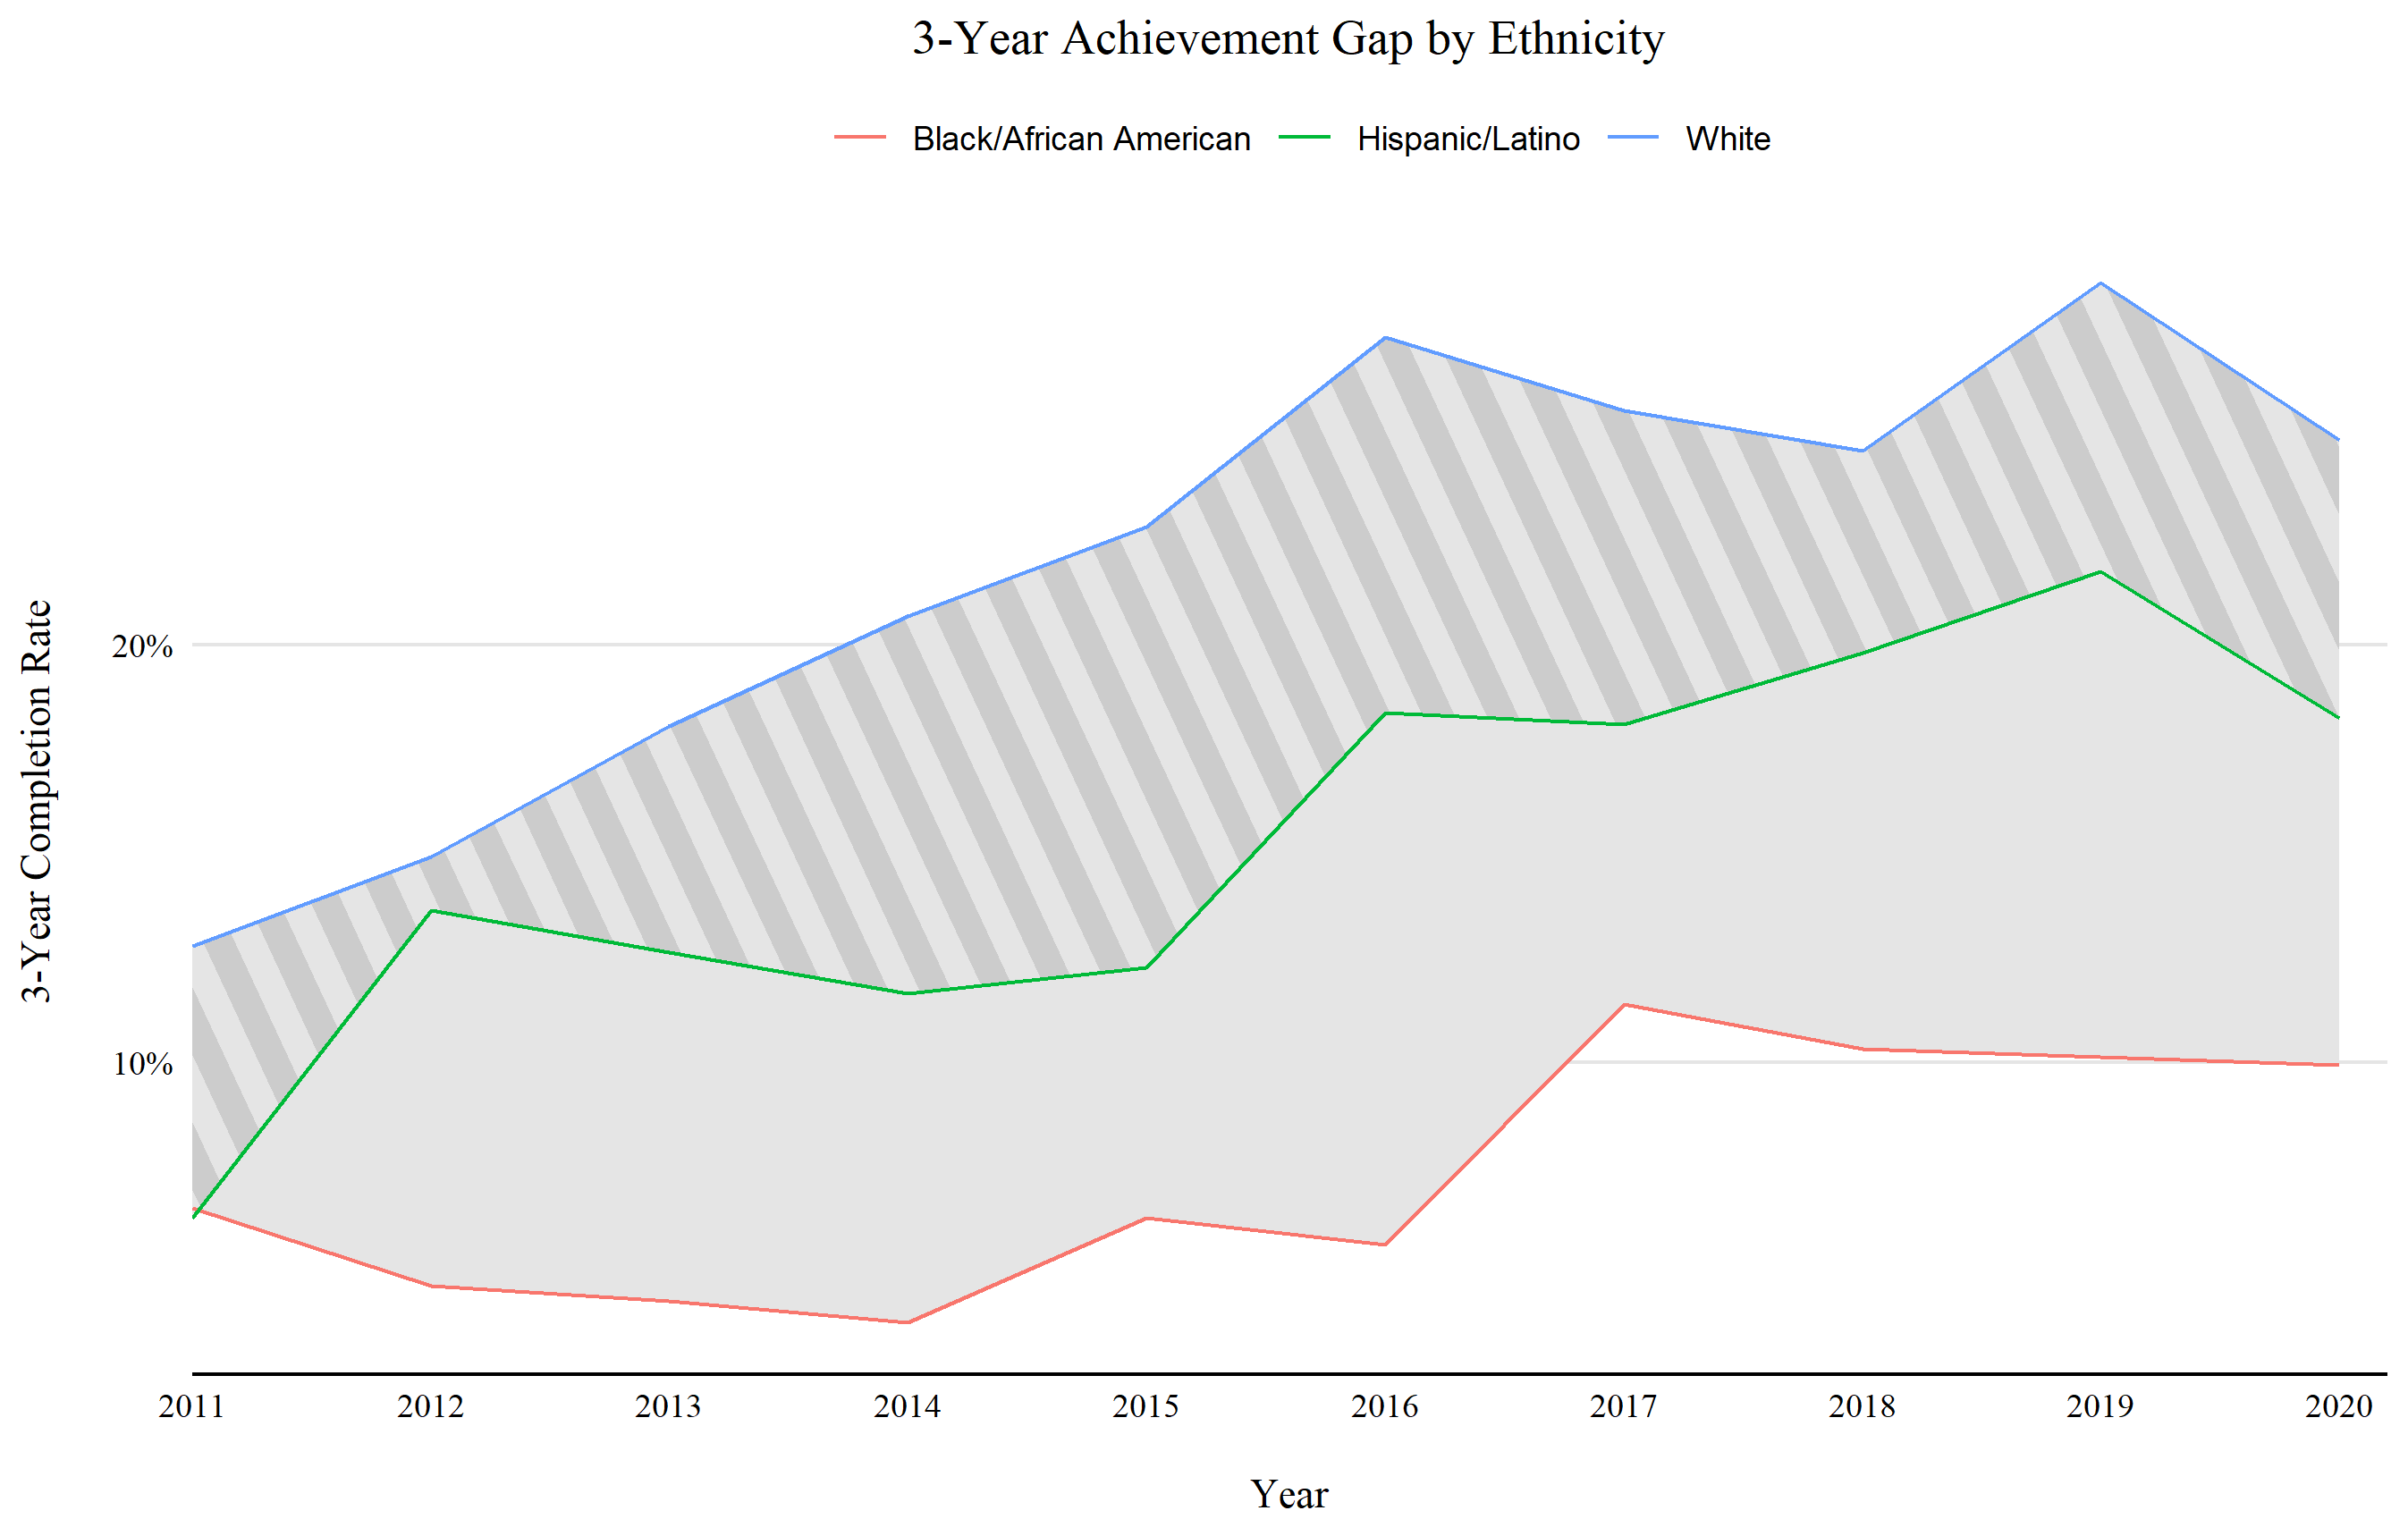 3-Year Achievement Gap by Ethnicity
Black/African American Hispanic/Latino White
3-Year Completion Rate
20%
10%
2011 2012 2013 2014 2015 2016 2017 2018 2019 2020
Year